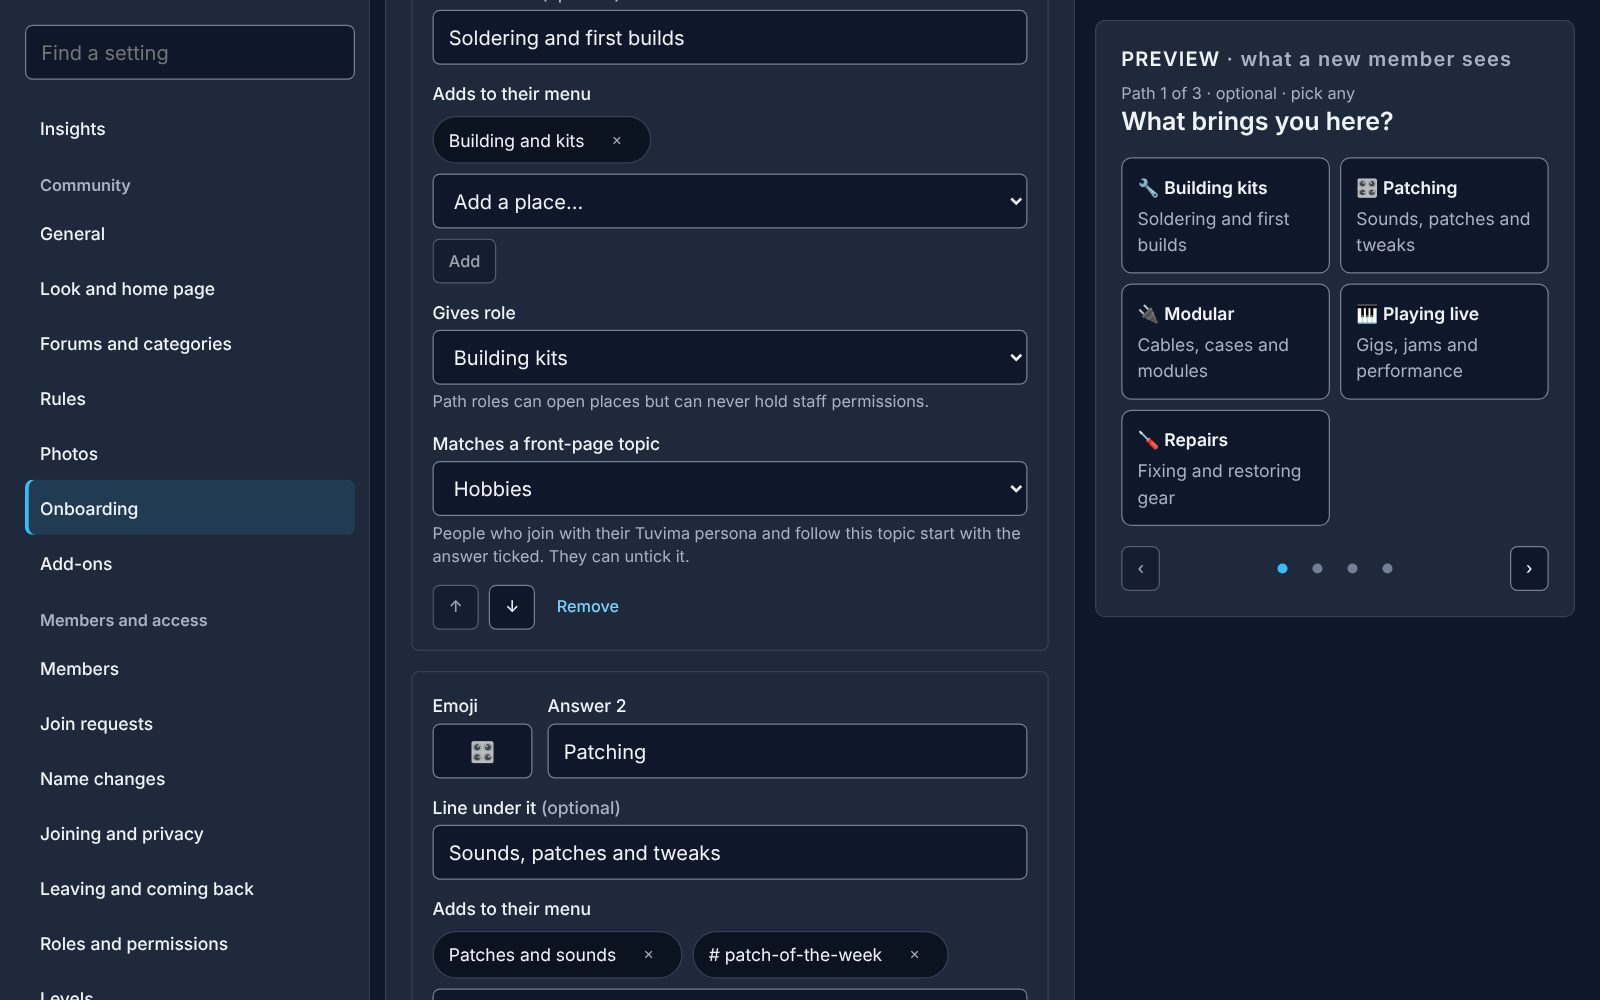 Find a setting
Insights
Community
General
Look and home page
Forums and categories
Rules
Photos
Onboarding
Add-ons
Members and access
Members
Join requests
Name changes
Joining and privacy
Leaving and coming back
Roles and permissions
Levels
Soldering and first builds
Adds to their menu
Building and kits ×
Add a place...
Add
Gives role
Building kits
Path roles can open places but can never hold staff permissions.
Matches a front-page topic
Hobbies
People who join with their Tuvima persona and follow this topic start with the
answer ticked. They can untick it.
↑ ↓ Remove
Emoji Answer 2
🎛️ Patching
Line under it (optional)
Sounds, patches and tweaks
Adds to their menu
Patches and sounds × # patch-of-the-week ×
PREVIEW · what a new member sees
Path 1 of 3 · optional · pick any
What brings you here?
🔧 Building kits
Soldering and first
builds
🎛️ Patching
Sounds, patches and
tweaks
🔌 Modular
Cables, cases and
modules
🎹 Playing live
Gigs, jams and
performance
🪛 Repairs
Fixing and restoring
gear
‹ ›